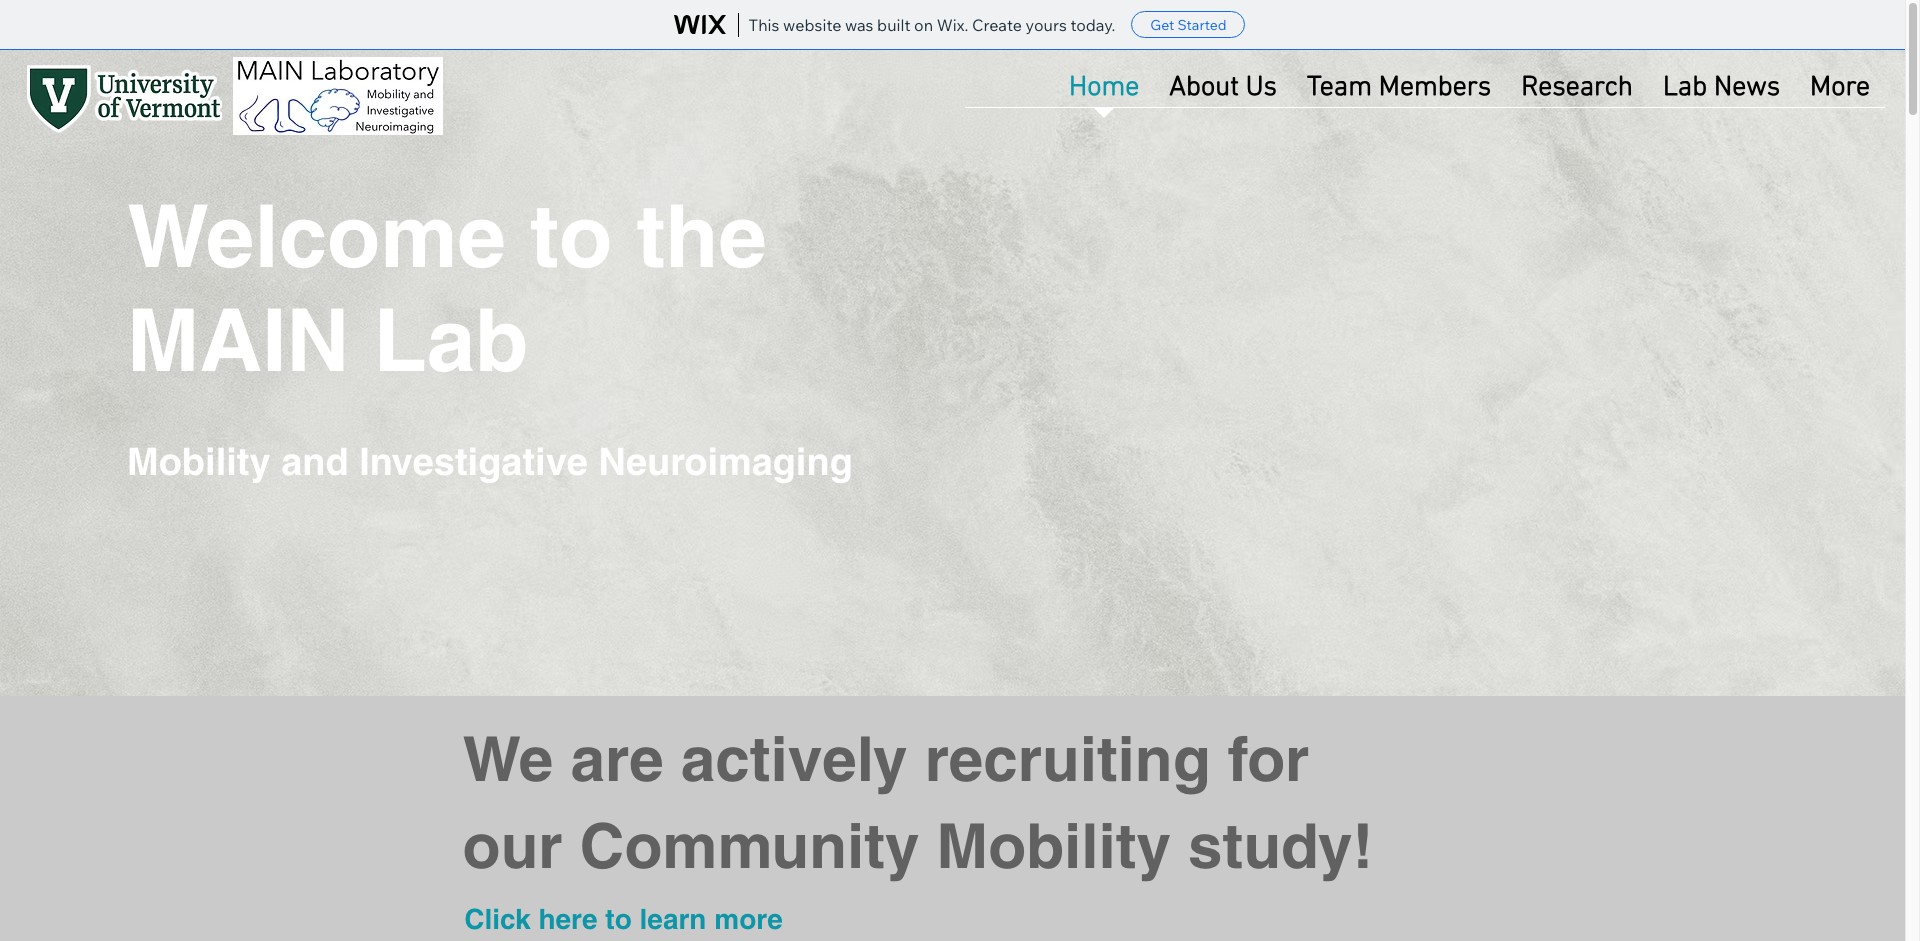 WIX
This website was built on Wix. Create yours today.
Get Started
V
University
of Vermont
MAIN Laboratory
Mobility and
Investigative
Neuroimaging
Home
About Us
Team Members
Research
Lab News
More
Welcome to the
MAIN Lab
Mobility and Investigative Neuroimaging
We are actively recruiting for
our Community Mobility study!
Click here to learn more